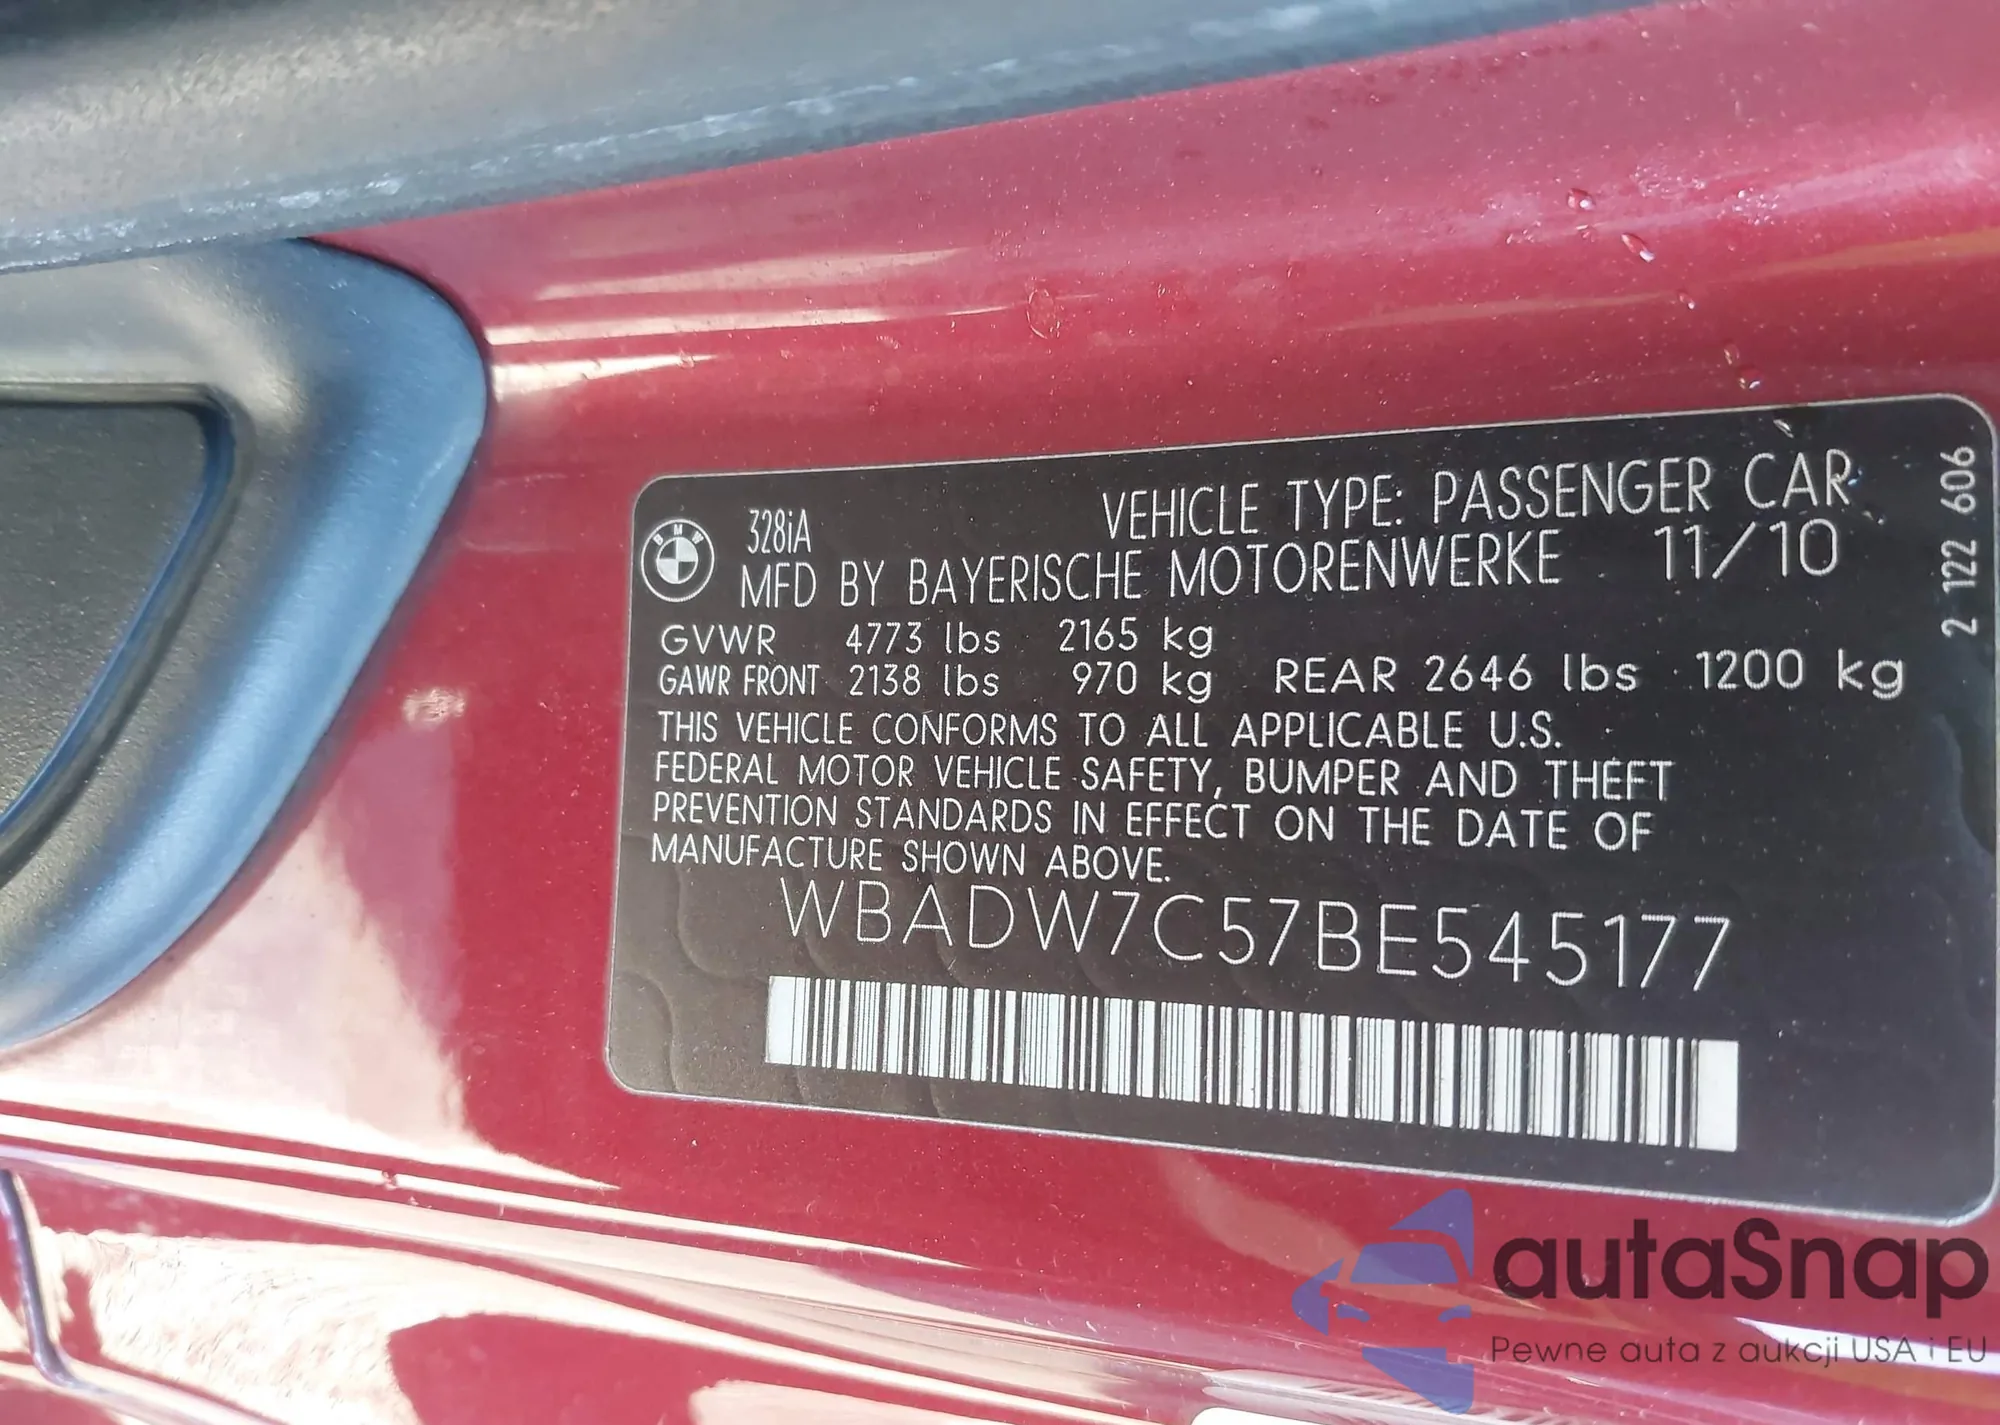 BMW
328iA
VEHICLE TYPE: PASSENGER CAR
MFD BY BAYERISCHE MOTORENWERKE 11/10
GVWR 4773 lbs 2165 kg
GAWR FRONT 2138 lbs 970 kg REAR 2646 lbs 1200 kg
THIS VEHICLE CONFORMS TO ALL APPLICABLE U.S.
FEDERAL MOTOR VEHICLE SAFETY, BUMPER AND THEFT
PREVENTION STANDARDS IN EFFECT ON THE DATE OF
MANUFACTURE SHOWN ABOVE.
WBADW7C57BE545177
2 122 606
autaSnap
Pewne auta z aukcji USA i EU